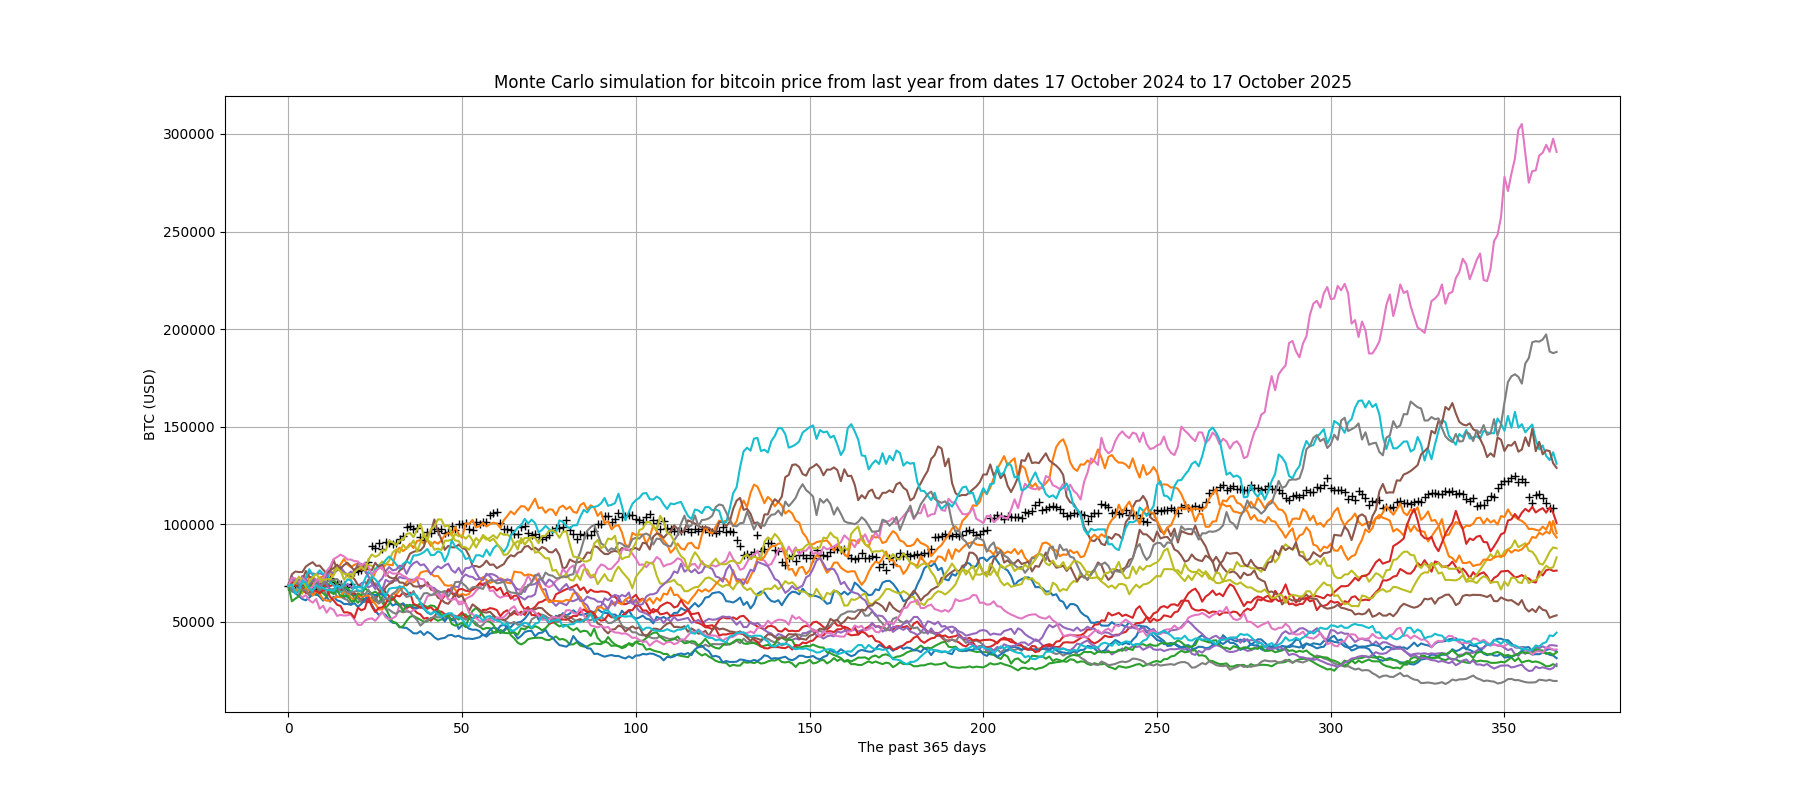 Monte Carlo simulation for bitcoin price from last year from dates 17 October 2024 to 17 October 2025
300000
250000
200000
150000
100000
50000
BTC (USD)
0 50 100 150 200 250 300 350
The past 365 days